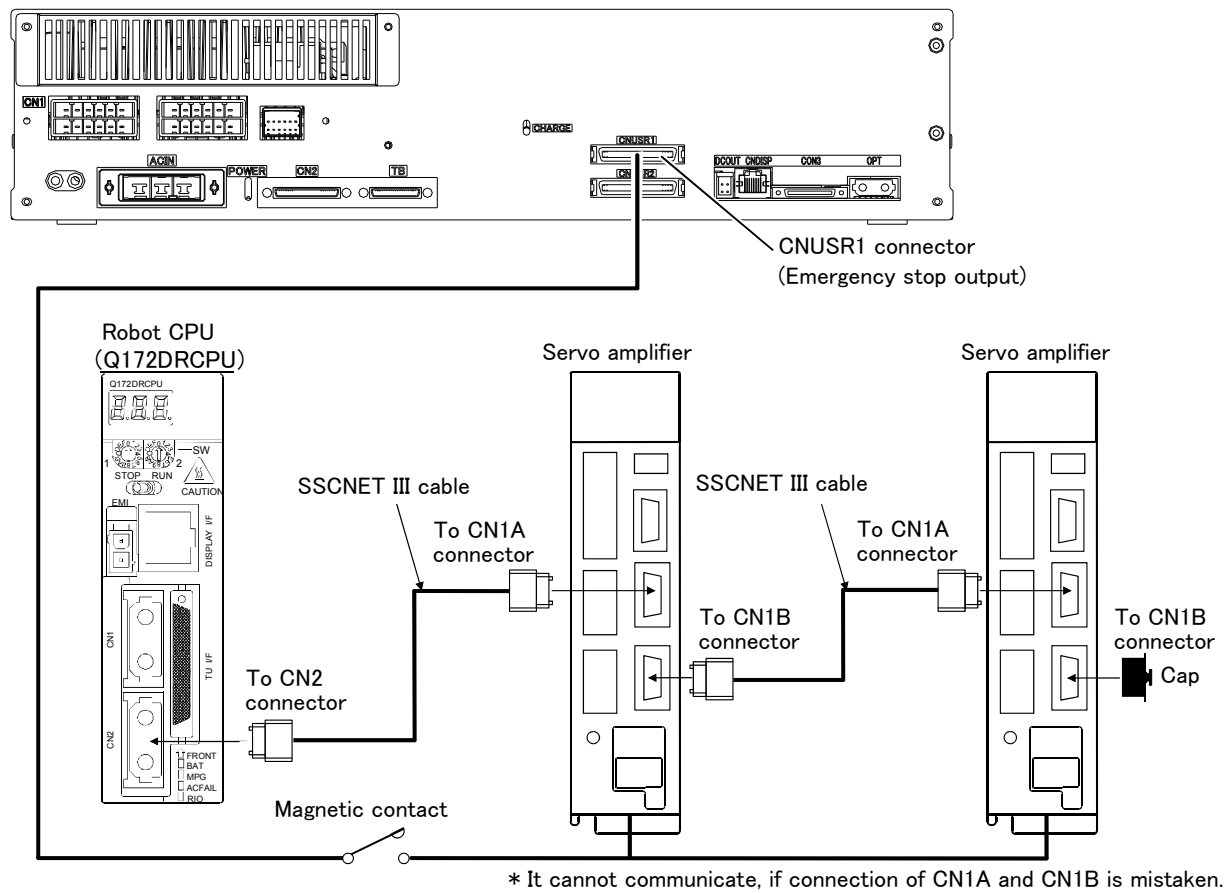 CN1
CHARGE
CNUSR1
ACIN
POWER
CN2
TB
DCOUT CNDISP CON3 OPT
CNUSR1 connector
(Emergency stop output)
Robot CPU
(Q172DRCPU)
Servo amplifier
Servo amplifier
Q172DRCPU
SW
1
2
STOP RUN
CAUTION
EMI
DISPLAY I/F
SSCNET III cable
SSCNET III cable
To CN1A
connector
To CN1A
connector
CN1
TU I/F
To CN1B
connector
To CN1B
connector
Cap
To CN2
connector
CN2
FRONT
BAT
MPG
ACFAIL
RIO
Magnetic contact
* It cannot communicate, if connection of CN1A and CN1B is mistaken.